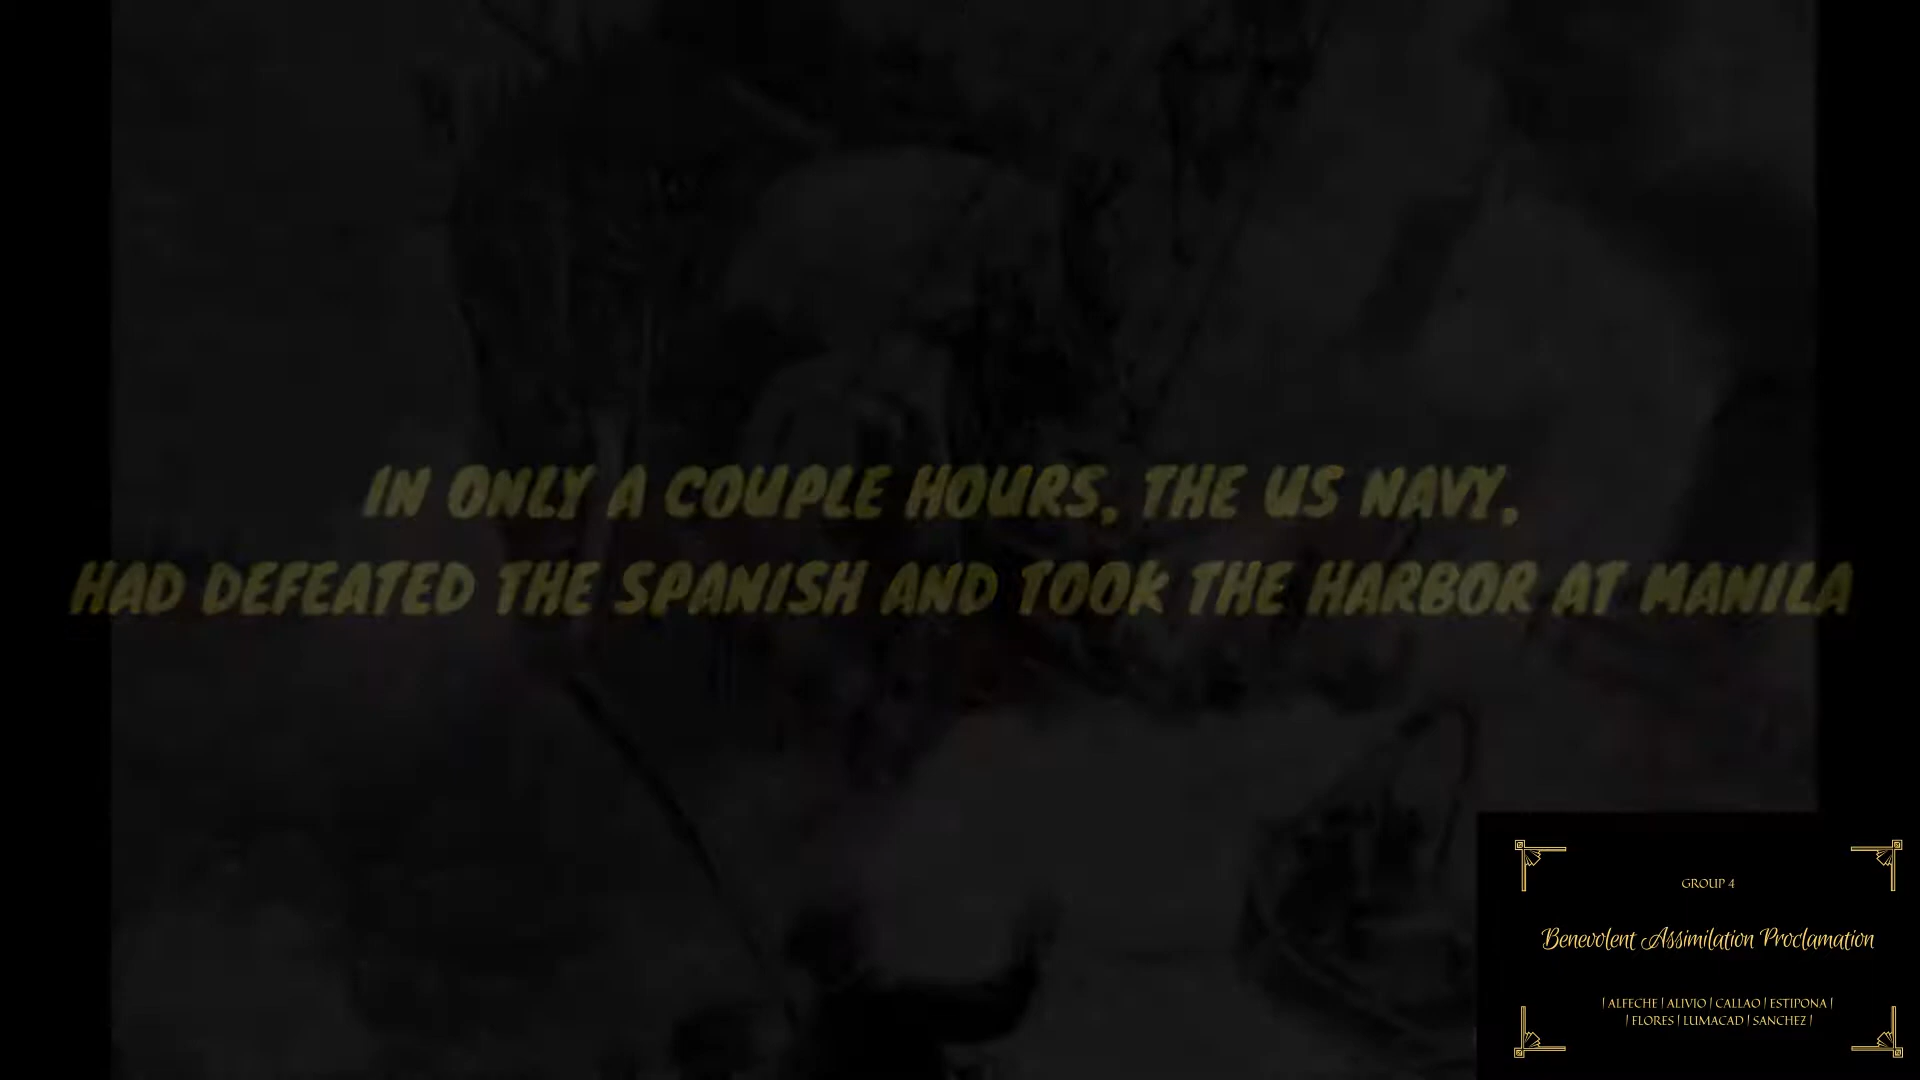 IN ONLY A COUPLE HOURS, THE US NAVY,
HAD DEFEATED THE SPANISH AND TOOK THE HARBOR AT MANILA
GROUP 4
Benevolent Assimilation Proclamation
| ALFECHE | ALIVIO | CALLAO | ESTIPONA |
| FLORES | LUMACAD | SANCHEZ |